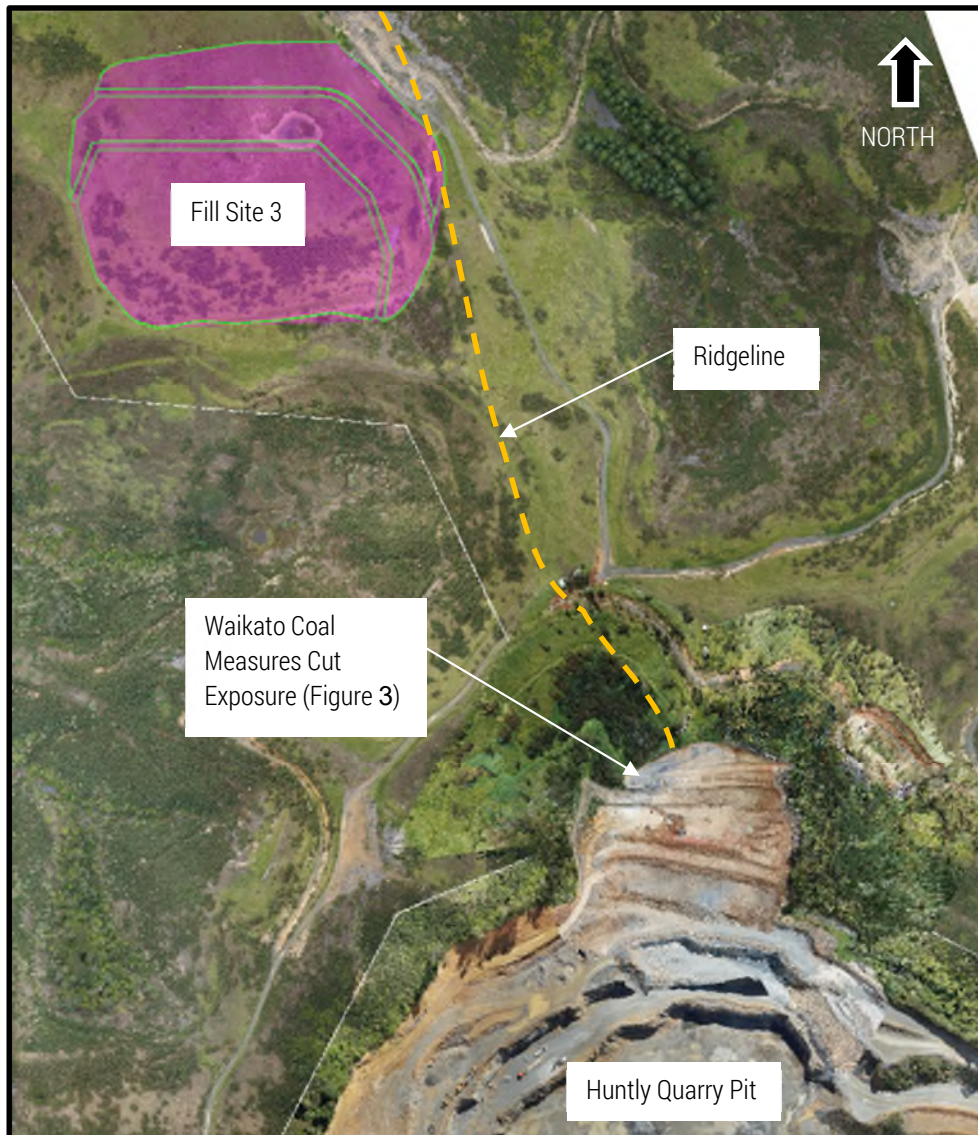 NORTH
Fill Site 3
Ridgeline
Waikato Coal
Measures Cut
Exposure (Figure 3)
Huntly Quarry Pit